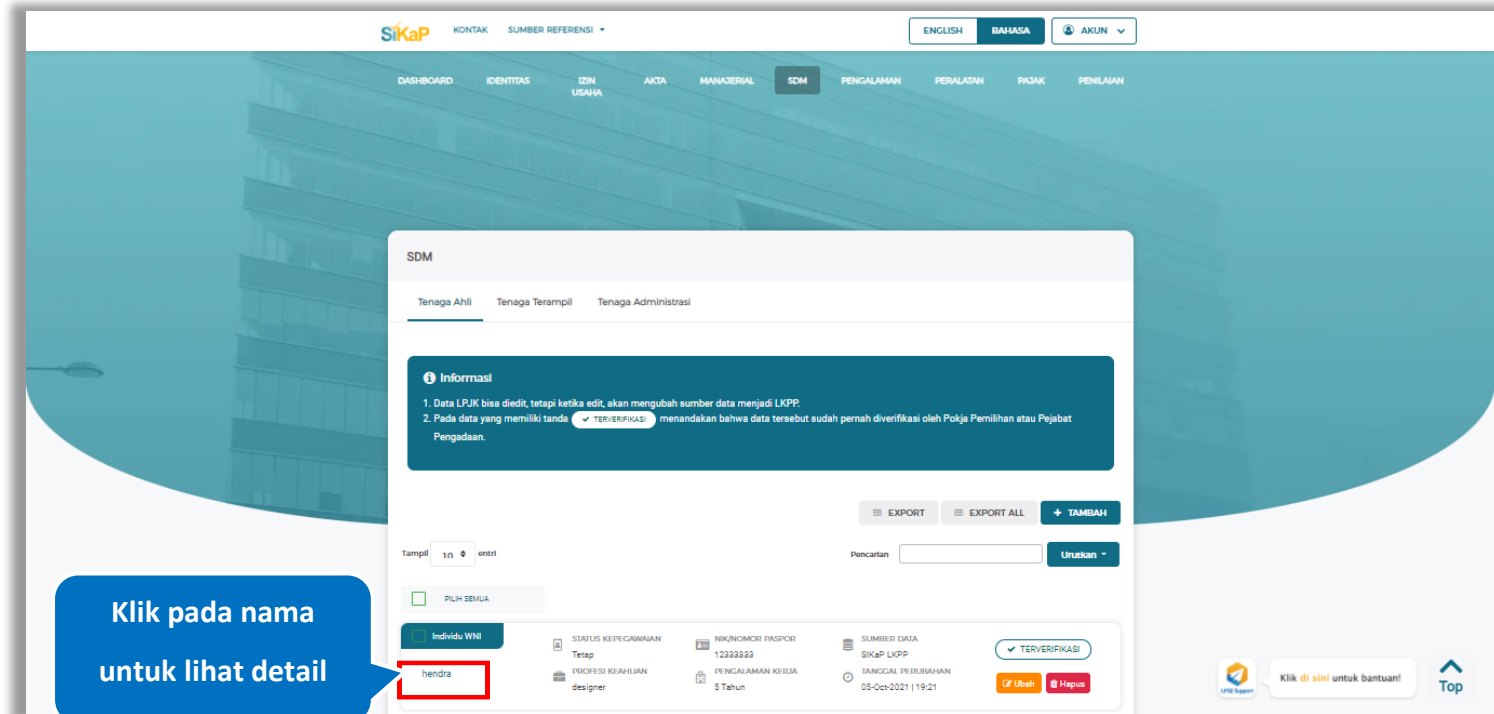 SiKaP KONTAK SUMBER REFERENSI ENGLISH BAHASA AKUN
DASHBOARD IDENTITAS IZIN USAHA AKTA MANAJERIAL SDM PENGALAMAN PERALATAN PAJAK PENILAIAN
SDM
Tenaga Ahli Tenaga Terampil Tenaga Administrasi
Informasi
1. Data LPJK bisa diedit, tetapi ketika edit, akan mengubah sumber data menjadi LKPP.
2. Pada data yang memiliki tanda TERVERIFIKASI menandakan bahwa data tersebut sudah pernah diverifikasi oleh Pokja Pemilihan atau Pejabat
Pengadaan.
EXPORT EXPORT ALL + TAMBAH
Tampil 10 entri Pencarian Urutkan
PILIH SEMUA
Individu WNI
hendra
STATUS KEPEGAWAIAN
Tetap
PROFESI KEAHLIAN
designer
NIK/NOMOR PASPOR
12333333
PENGALAMAN KERJA
5 Tahun
SUMBER DATA
SIKaP LKPP
TANGGAL PERUBAHAN
05-Oct-2021 | 19:21
TERVERIFIKASI
Ubah Hapus
Klik pada nama
untuk lihat detail
LPSE Support
Klik di sini untuk bantuan!
Top